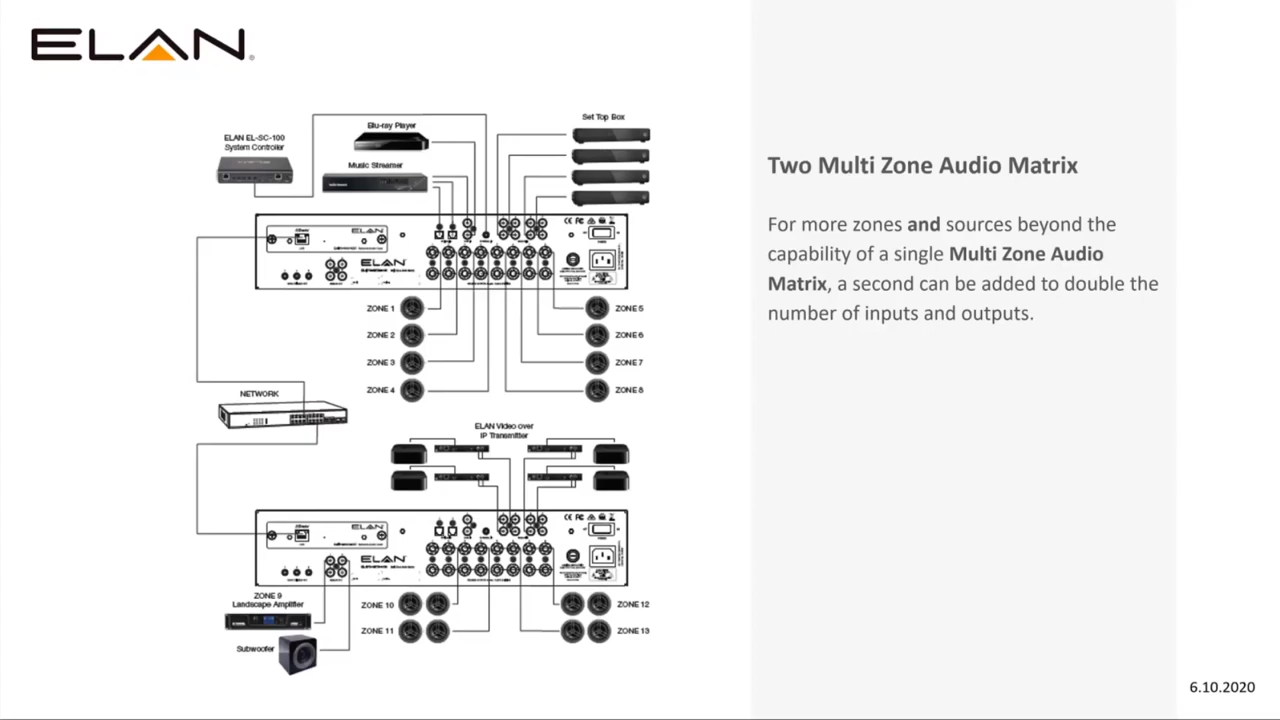 ELAN
ELAN EL-SC-100
System Controller
Blu-ray Player
Music Streamer
Set Top Box
ELAN
ELAN
ZONE 1
ZONE 2
ZONE 3
ZONE 4
ZONE 5
ZONE 6
ZONE 7
ZONE 8
NETWORK
ELAN Video over
IP Transmitter
ELAN
ELAN
ZONE 9
Landscape Amplifier
Subwoofer
ZONE 10
ZONE 11
ZONE 12
ZONE 13
Two Multi Zone Audio Matrix
For more zones and sources beyond the
capability of a single Multi Zone Audio
Matrix, a second can be added to double the
number of inputs and outputs.
6.10.2020